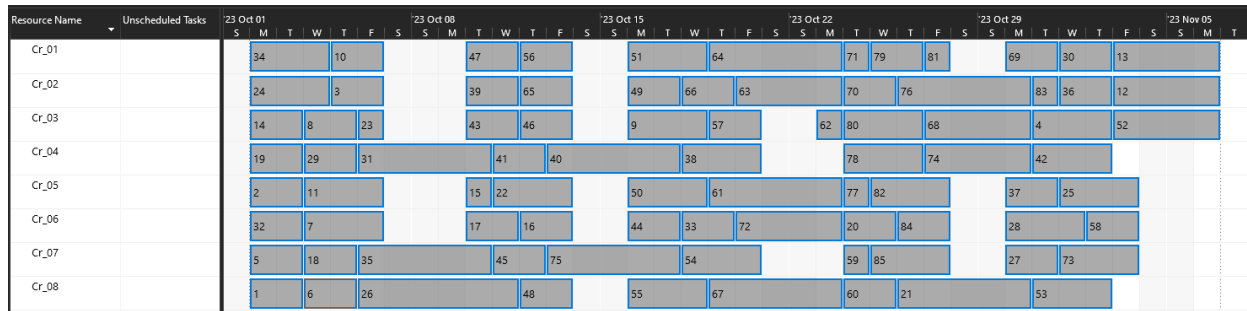 Resource Name Unscheduled Tasks '23 Oct 01 '23 Oct 08 '23 Oct 15 '23 Oct 22 '23 Oct 29 '23 Nov 05
S M T W T F S S M T W T F S S M T W T F S S M T W T F S S M T W T F S S M T
Cr_01 34 10 47 56 51 64 71 79 81 69 30 13
Cr_02 24 3 39 65 49 66 63 70 76 83 36 12
Cr_03 14 8 23 43 46 9 57 62 80 68 4 52
Cr_04 19 29 31 41 40 38 78 74 42
Cr_05 2 11 15 22 50 61 77 82 37 25
Cr_06 32 7 17 16 44 33 72 20 84 28 58
Cr_07 5 18 35 45 75 54 59 85 27 73
Cr_08 1 6 26 48 55 67 60 21 53